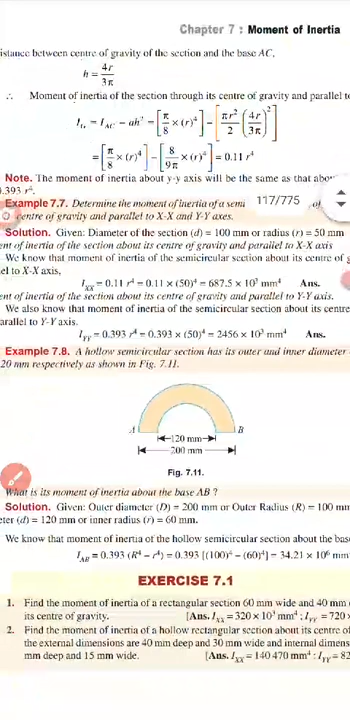 Chapter 7 : Moment of Inertia
istance between centre of gravity of the section and the base AC,
h = 4r / 3π
∴ Moment of inertia of the section through its centre of gravity and parallel to
= I_AC – ah² = [π/8 × (r)⁴] – [πr²/2 (4r/3π)²]
= [π/8 × (r)⁴] – [8/9π × (r)⁴] = 0.11 r⁴
Note. The moment of inertia about y-y axis will be the same as that
0.393 r⁴.
Example 7.7. Determine the moment of inertia of a semi 117/775 of
centre of gravity and parallel to X-X and Y-Y axes.
Solution. Given: Diameter of the section (d) = 100 mm or radius (r) = 50 mm
ent of inertia of the section about its centre of gravity and parallel to X-X axis
We know that moment of inertia of the semicircular section about its centre of g
el to X-X axis,
I_XX = 0.11 r⁴ = 0.11 × (50)⁴ = 687.5 × 10³ mm⁴ Ans.
ent of inertia of the section about its centre of gravity and parallel to Y-Y axis.
We also know that moment of inertia of the semicircular section about its centre
arallel to Y-Y axis.
I_YY = 0.393 r⁴ = 0.393 × (50)⁴ = 2456 × 10³ mm⁴ Ans.
Example 7.8. A hollow semicircular section has its outer and inner diameter
20 mm respectively as shown in Fig. 7.11.
A B
120 mm
200 mm
Fig. 7.11.
What is its moment of inertia about the base AB ?
Solution. Given: Outer diameter (D) = 200 mm or Outer Radius (R) = 100 mm
eter (d) = 120 mm or inner radius (r) = 60 mm.
We know that moment of inertia of the hollow semicircular section about the bas
I_AB = 0.393 (R⁴ – r⁴) = 0.393 [(100)⁴ – (60)⁴] = 34.21 × 10⁶ mm
EXERCISE 7.1
1. Find the moment of inertia of a rectangular section 60 mm wide and 40 mm
its centre of gravity. [Ans. I_XX = 320 × 10³ mm⁴ ; I_YY = 720 ×
2. Find the moment of inertia of a hollow rectangular section about its centre of
the external dimensions are 40 mm deep and 30 mm wide and internal dimens
mm deep and 15 mm wide. [Ans. I_XX = 140 470 mm⁴ : I_YY = 82